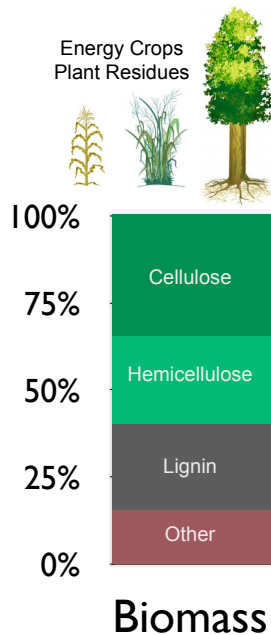 Energy Crops
Plant Residues
100%
Cellulose
75%
Hemicellulose
50%
Lignin
25%
Other
0%
Biomass